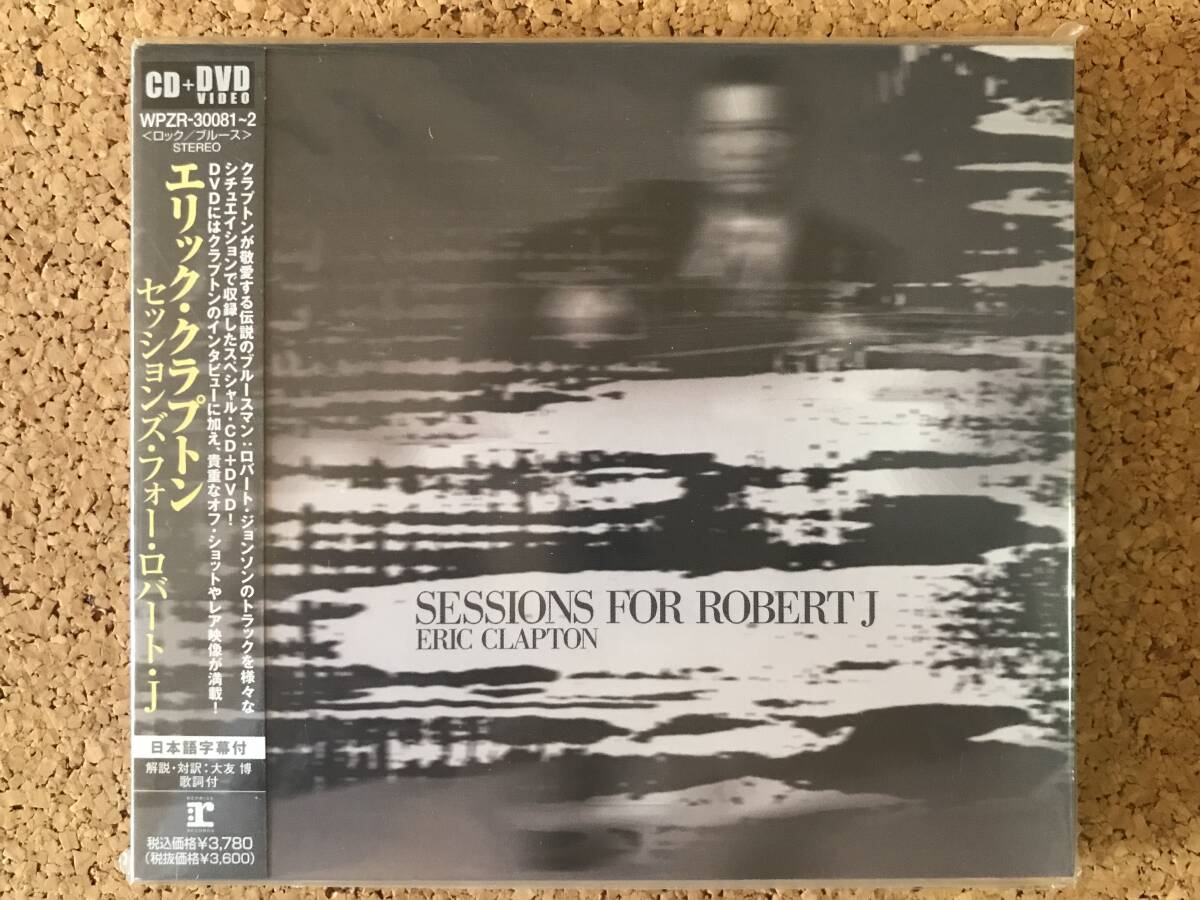 CD+DVD
VIDEO
WPZR-30081~2
<ロック/ブルース>
STEREO
クラプトンが敬愛する伝説のブルースマン:ロバート・ジョンソンのトラックを様々な
シチュエイションで収録したスペシャル・CD+DVD!
DVDにはクラプトンのインタビューに加え、貴重なオフ・ショットやレア映像が満載!
エリック・クラプトン
セッションズ・フォー・ロバート・J
日本語字幕付
解説・対訳:大友 博
歌詞付
REPRISE
r
RECORDS
税込価格¥3,780
(税抜価格¥3,600)
SESSIONS FOR ROBERT J
ERIC CLAPTON